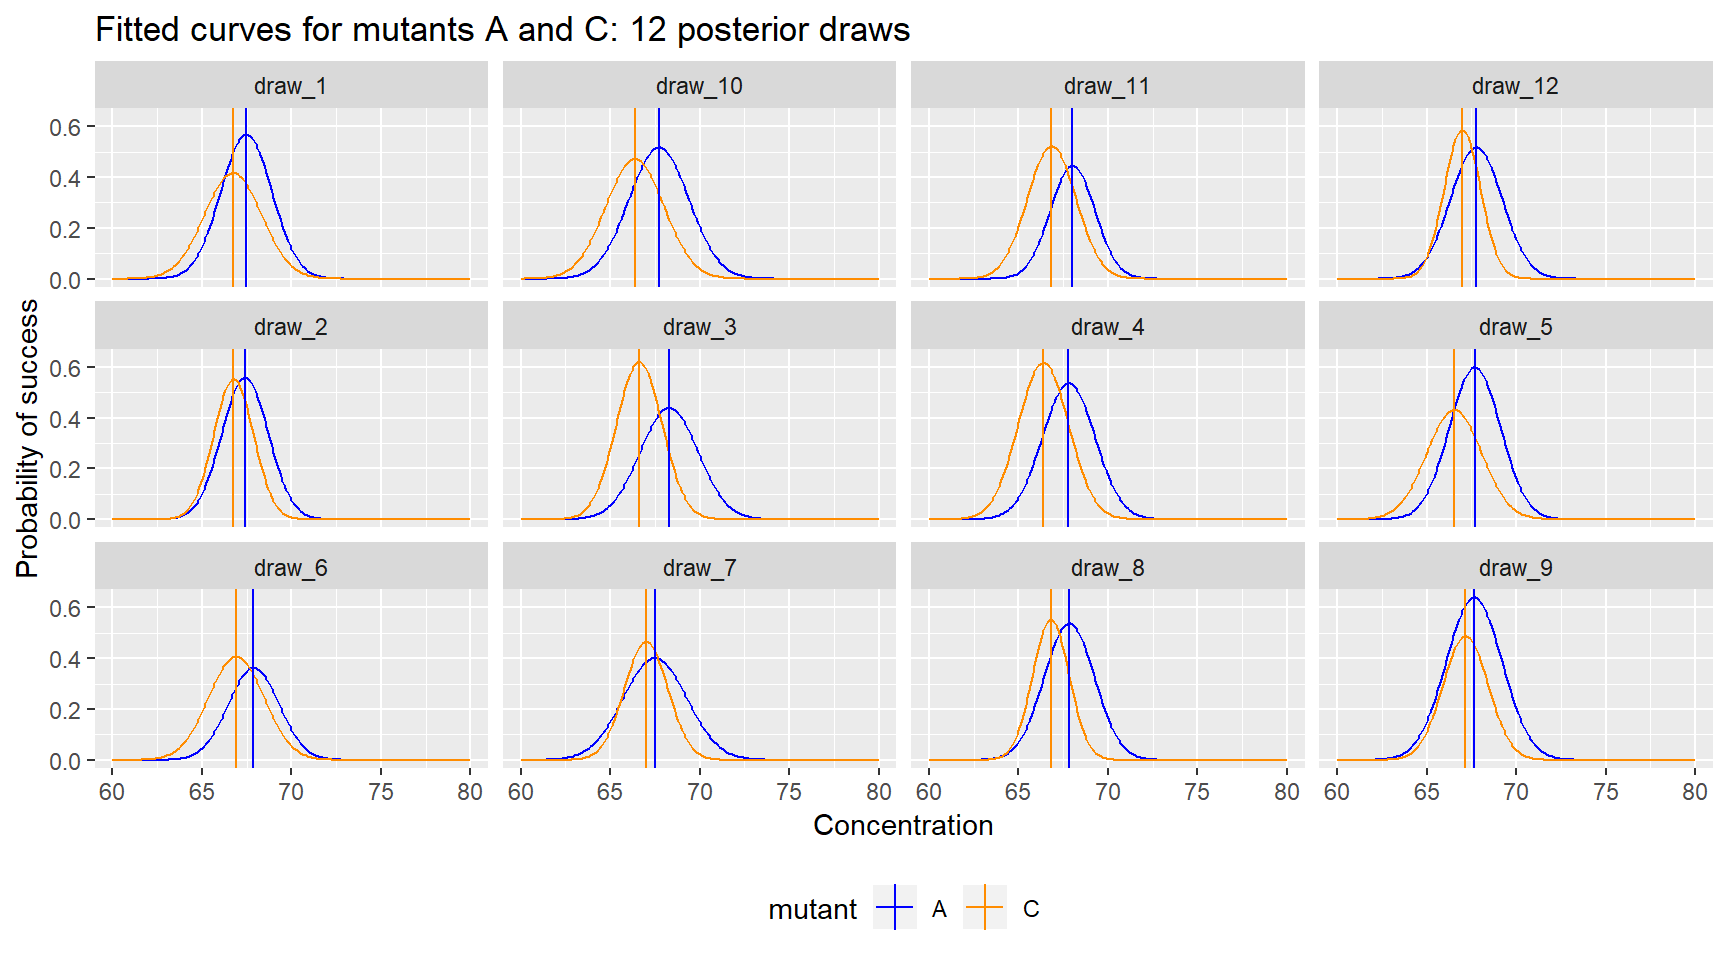 Fitted curves for mutants A and C: 12 posterior draws
draw_1 draw_10 draw_11 draw_12
0.6
0.4
0.2
0.0
draw_2 draw_3 draw_4 draw_5
0.6
0.4
0.2
0.0
draw_6 draw_7 draw_8 draw_9
0.6
0.4
0.2
0.0
60 65 70 75 80 60 65 70 75 80 60 65 70 75 80 60 65 70 75 80
Probability of success
Concentration
mutant A C